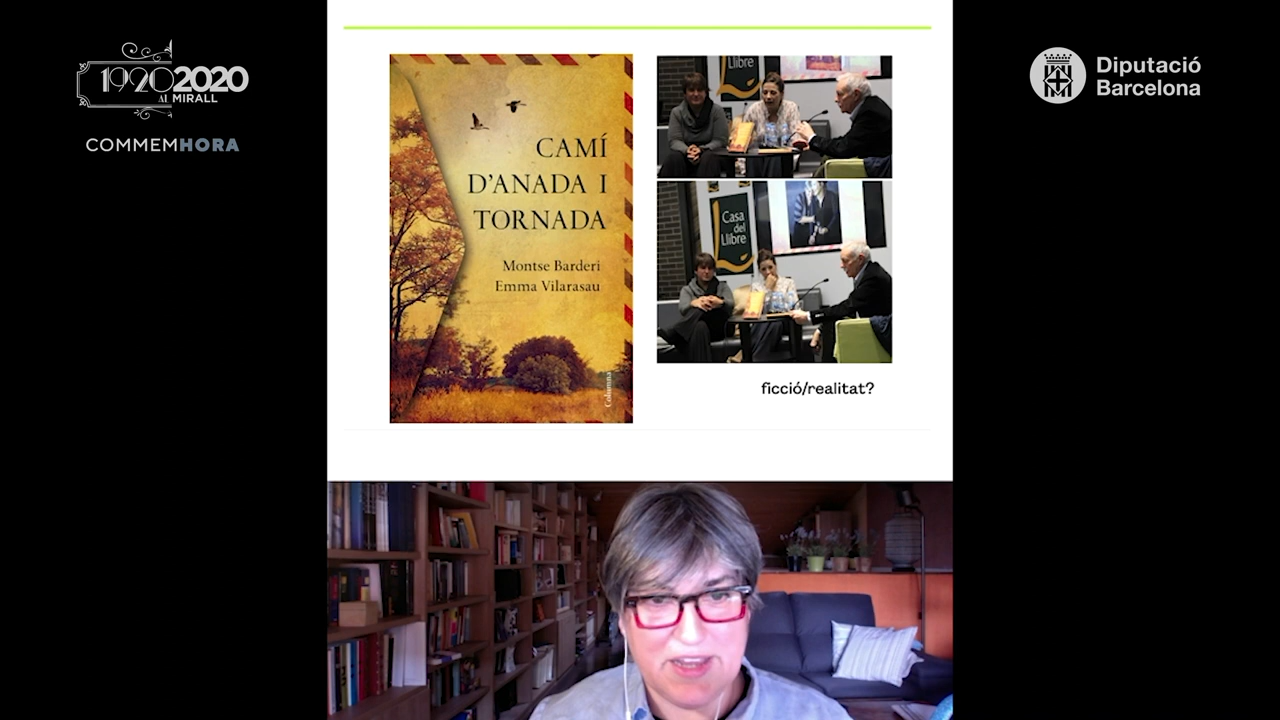 1920 2020
AL MIRALL
COMMEMHORA
CAMÍ
D'ANADA I
TORNADA
Montse Barderi
Emma Vilarasau
Columna
del
Llibre
Casa
del
Llibre
ficció/realitat?
Diputació
Barcelona